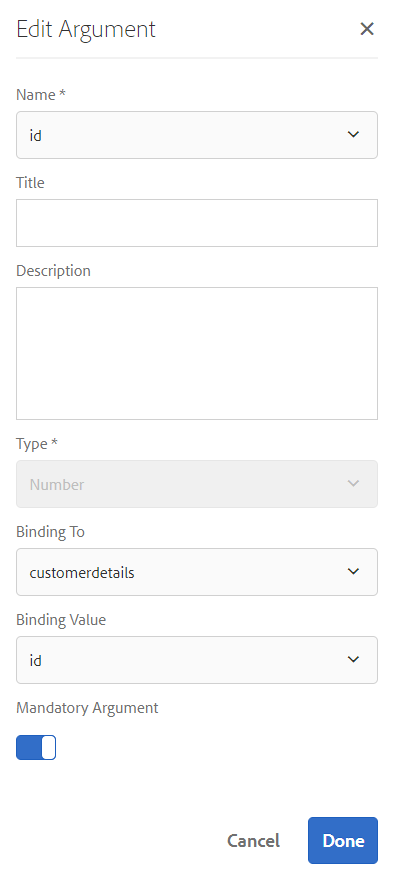 Edit Argument
Name *
id
Title
Description
Type *
Number
Binding To
customerdetails
Binding Value
id
Mandatory Argument
Cancel Done